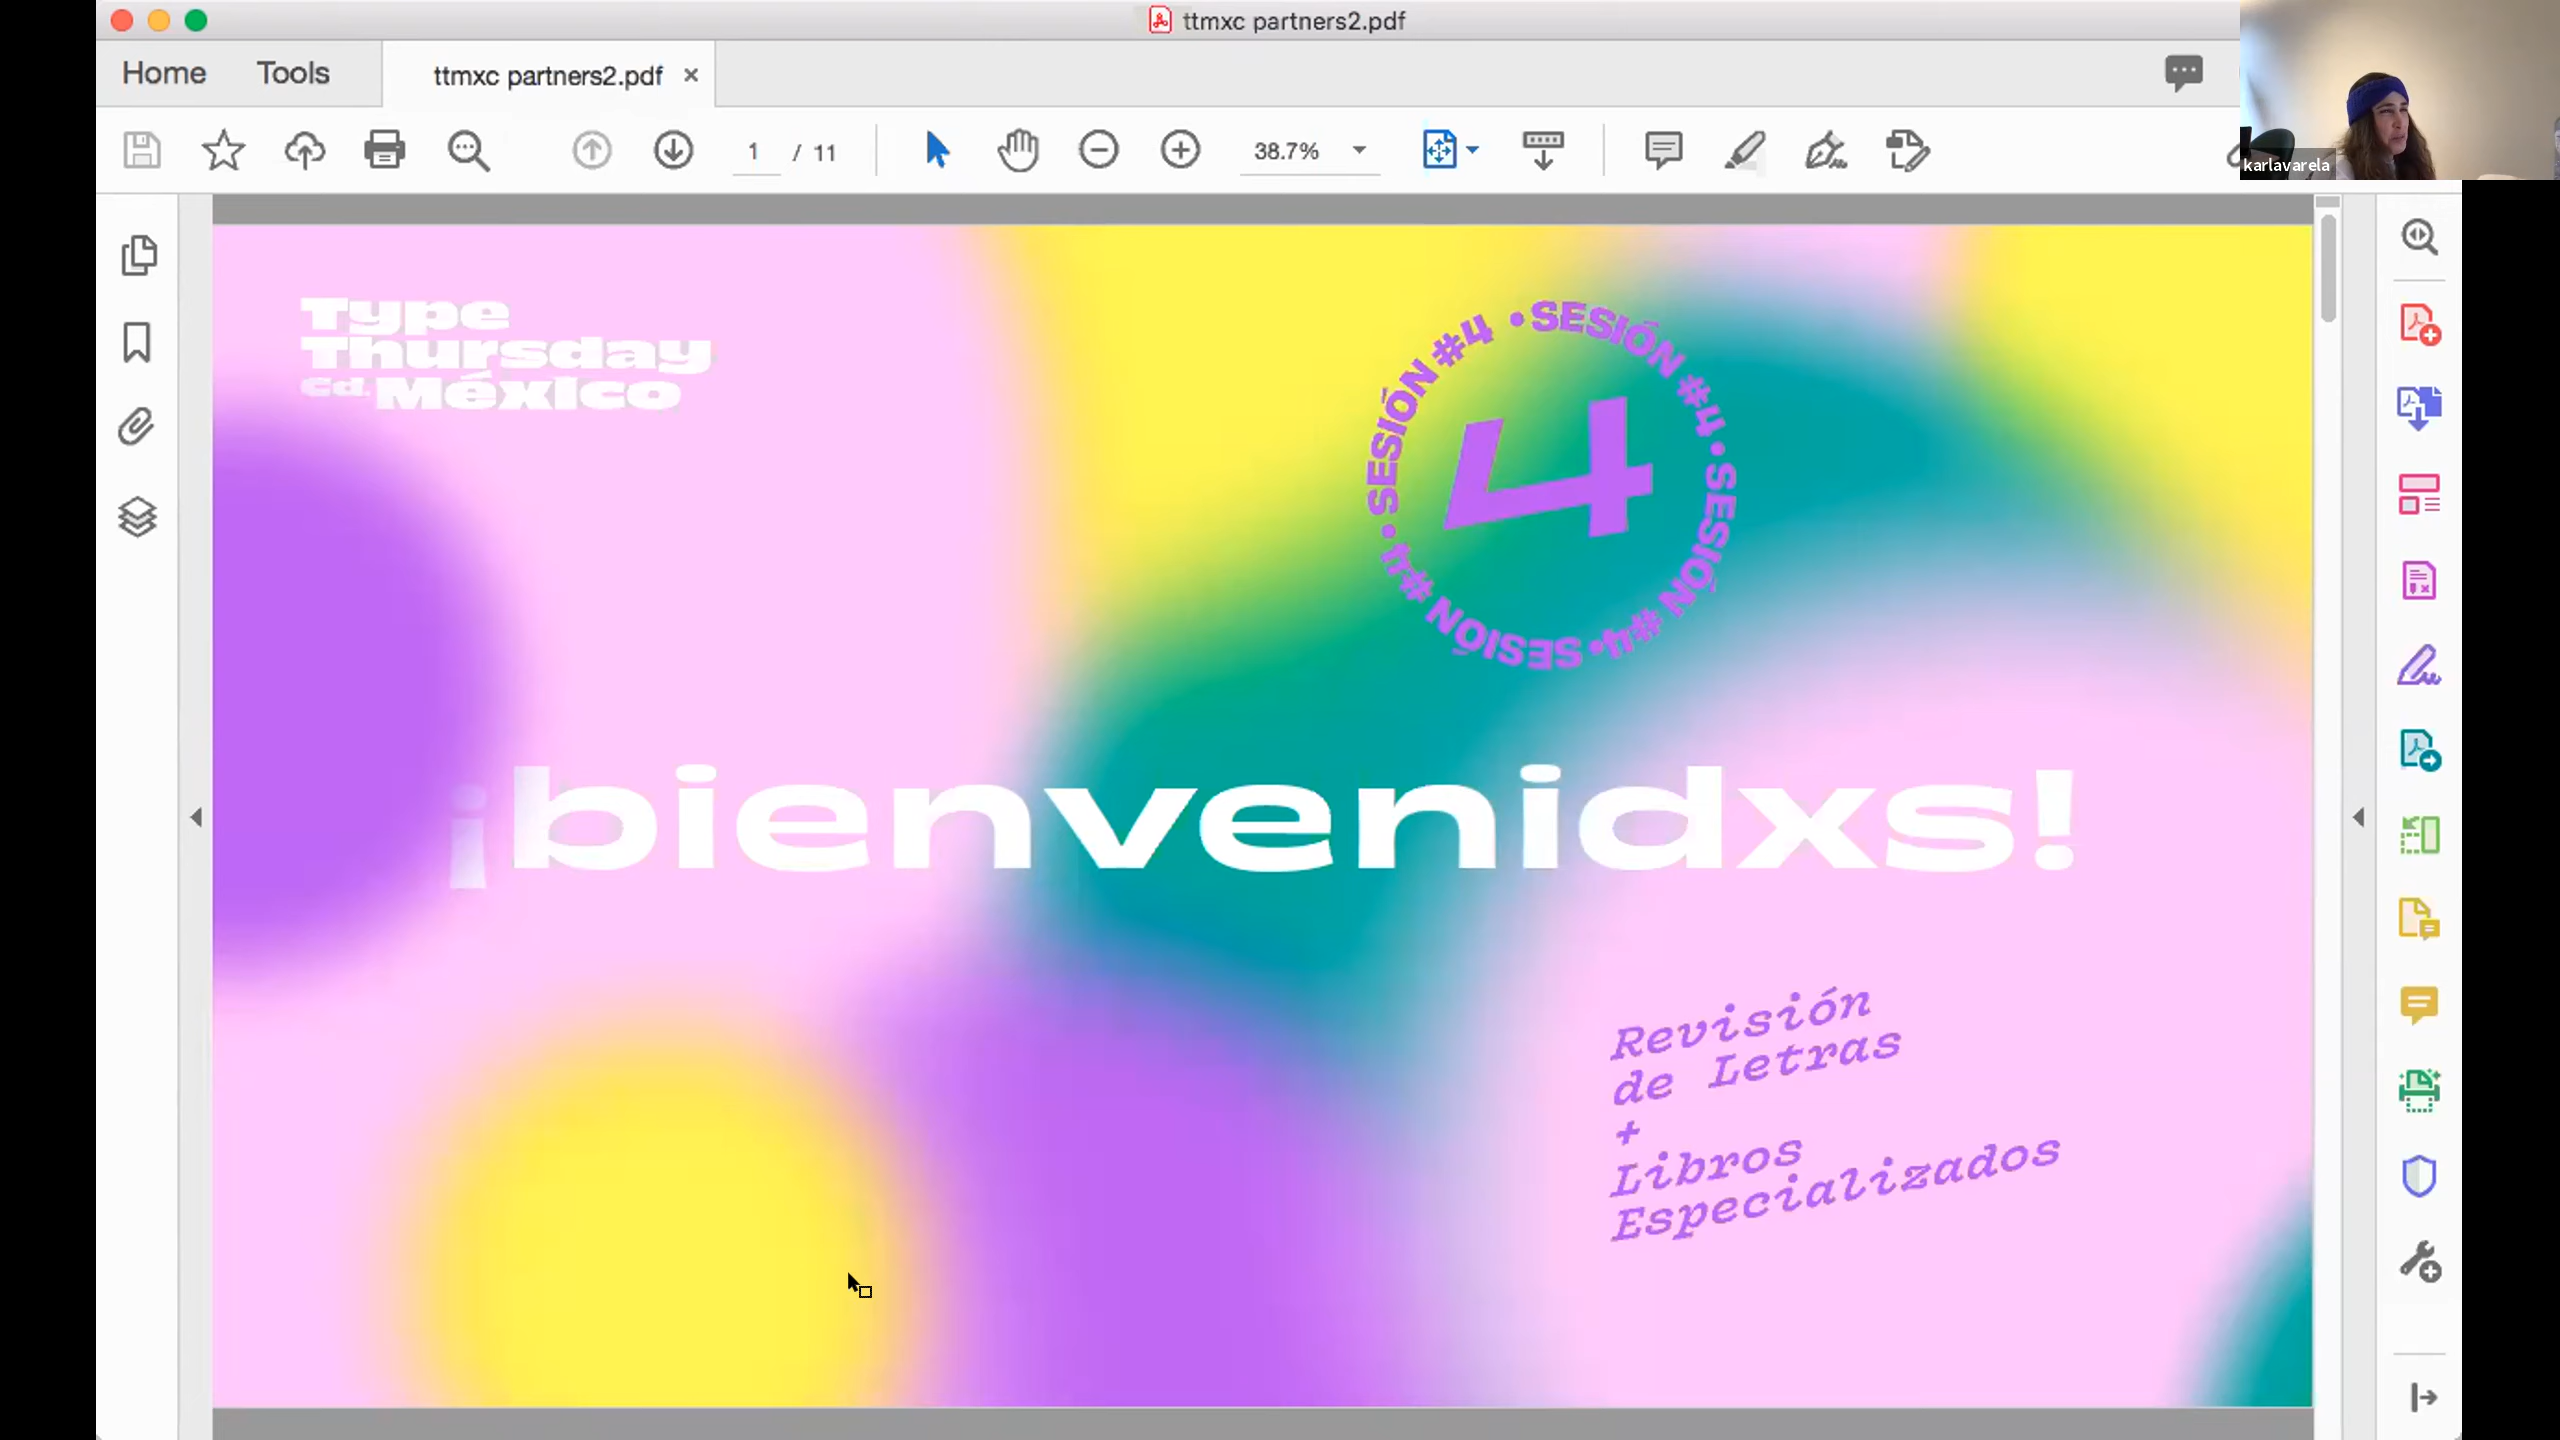 ttmxc partners2.pdf
Home
Tools
ttmxc partners2.pdf
1 / 11
38.7%
karlavarela
Type
Thursday
Cd. México
• SESIÓN #4 • SESIÓN #4 • SESIÓN #4 • SESIÓN #4
4
¡bienvenidxs!
Revisión
de Letras
+
Libros
Especializados